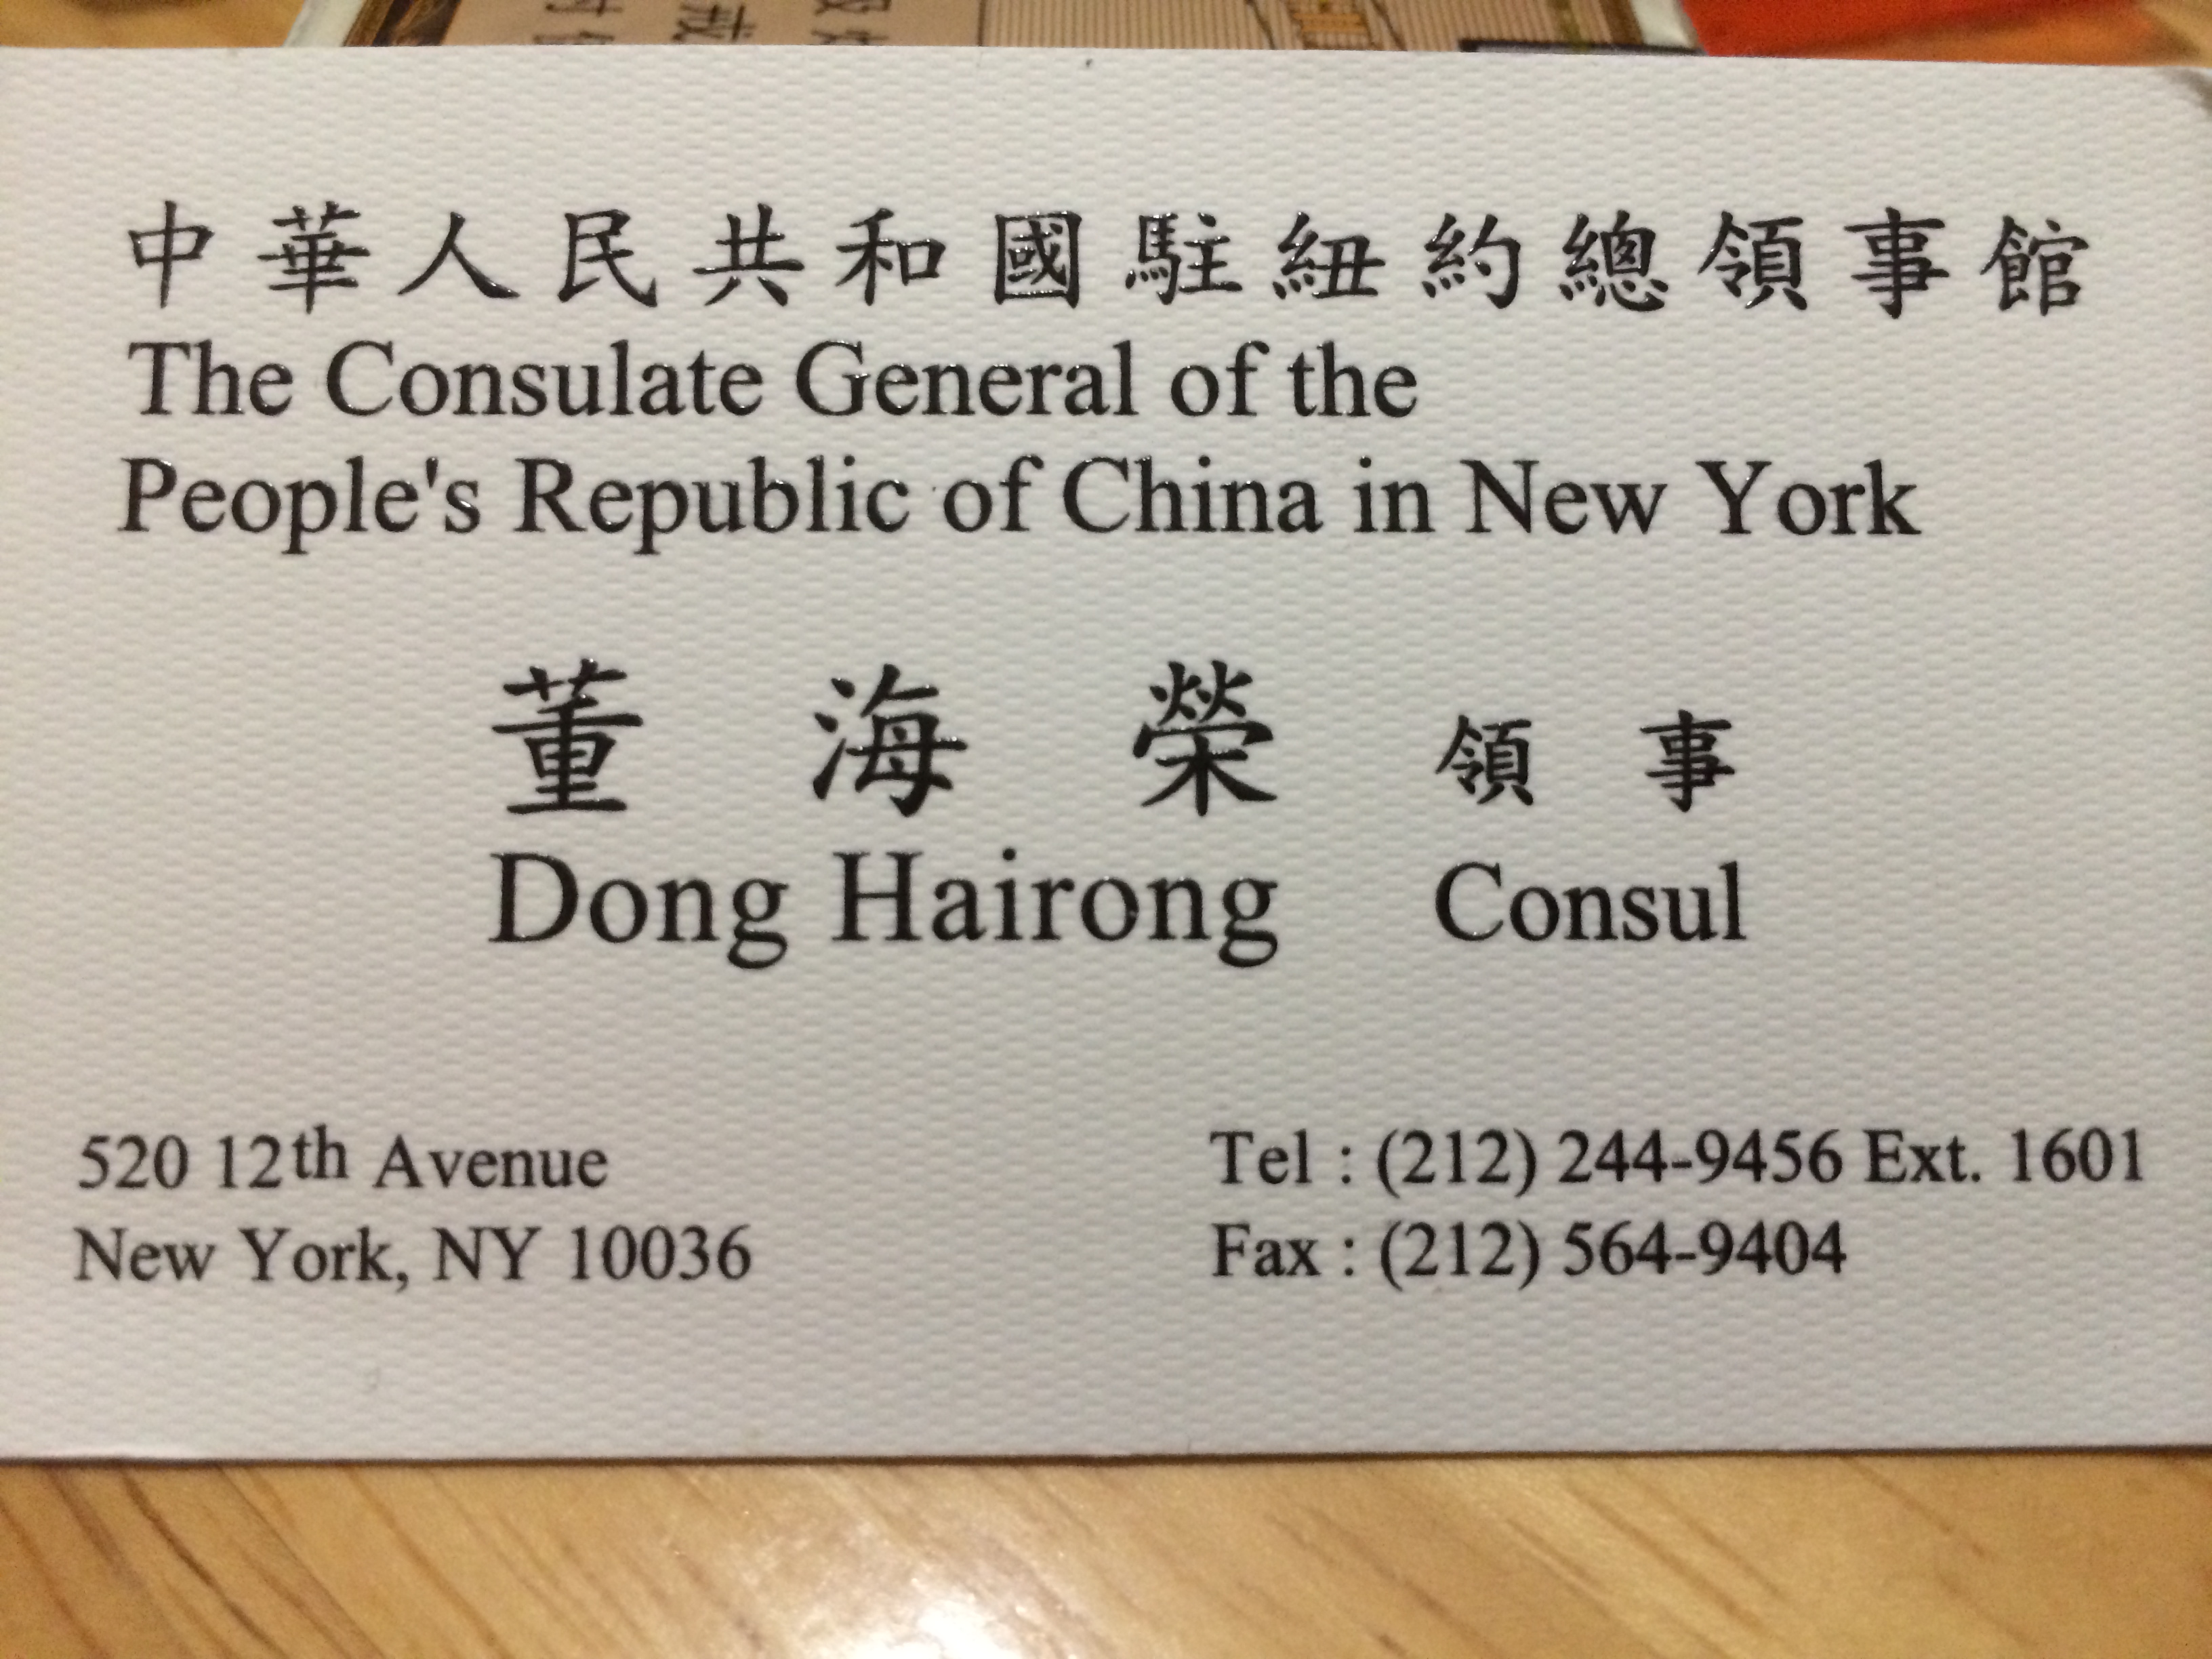 中華人民共和國駐紐約總領事館
The Consulate General of the
People's Republic of China in New York
董海榮 領事
Dong Hairong Consul
520 12th Avenue
New York, NY 10036
Tel : (212) 244-9456 Ext. 1601
Fax : (212) 564-9404